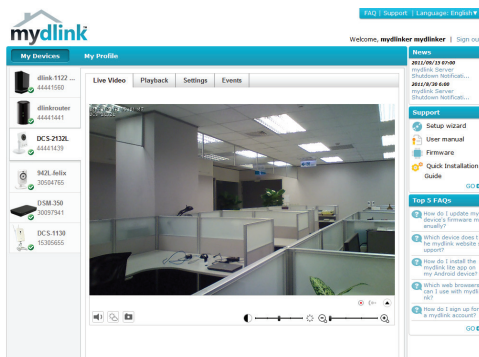 FAQ | Support | Language: English▼
mydlink
Welcome, mydlinker mydlinker | Sign ou
My Devices
My Profile
dlink-1122 ...
44441560
dlinkrouter
44441441
DCS-2132L
44441439
942L.felix
30504765
DSM-350
30097941
DCS-1130
15305655
Live Video
Playback
Settings
Events
News
2011/09/15 07:00
mydlink Server
Shutdown Notificati...
2011/8/30 6:00
mydlink Server
Shutdown Notificati...
Support
Setup wizard
User manual
Firmware
Quick Installation
Guide
GO
Top 5 FAQs
How do I update my
device's firmware m
anually?
Which device does t
he mydlink website s
upport?
How do I install the
mydlink lite app on
my Android device?
Which web browsers
can I use with mydli
nk?
How do I sign up for
a mydlink account?
GO